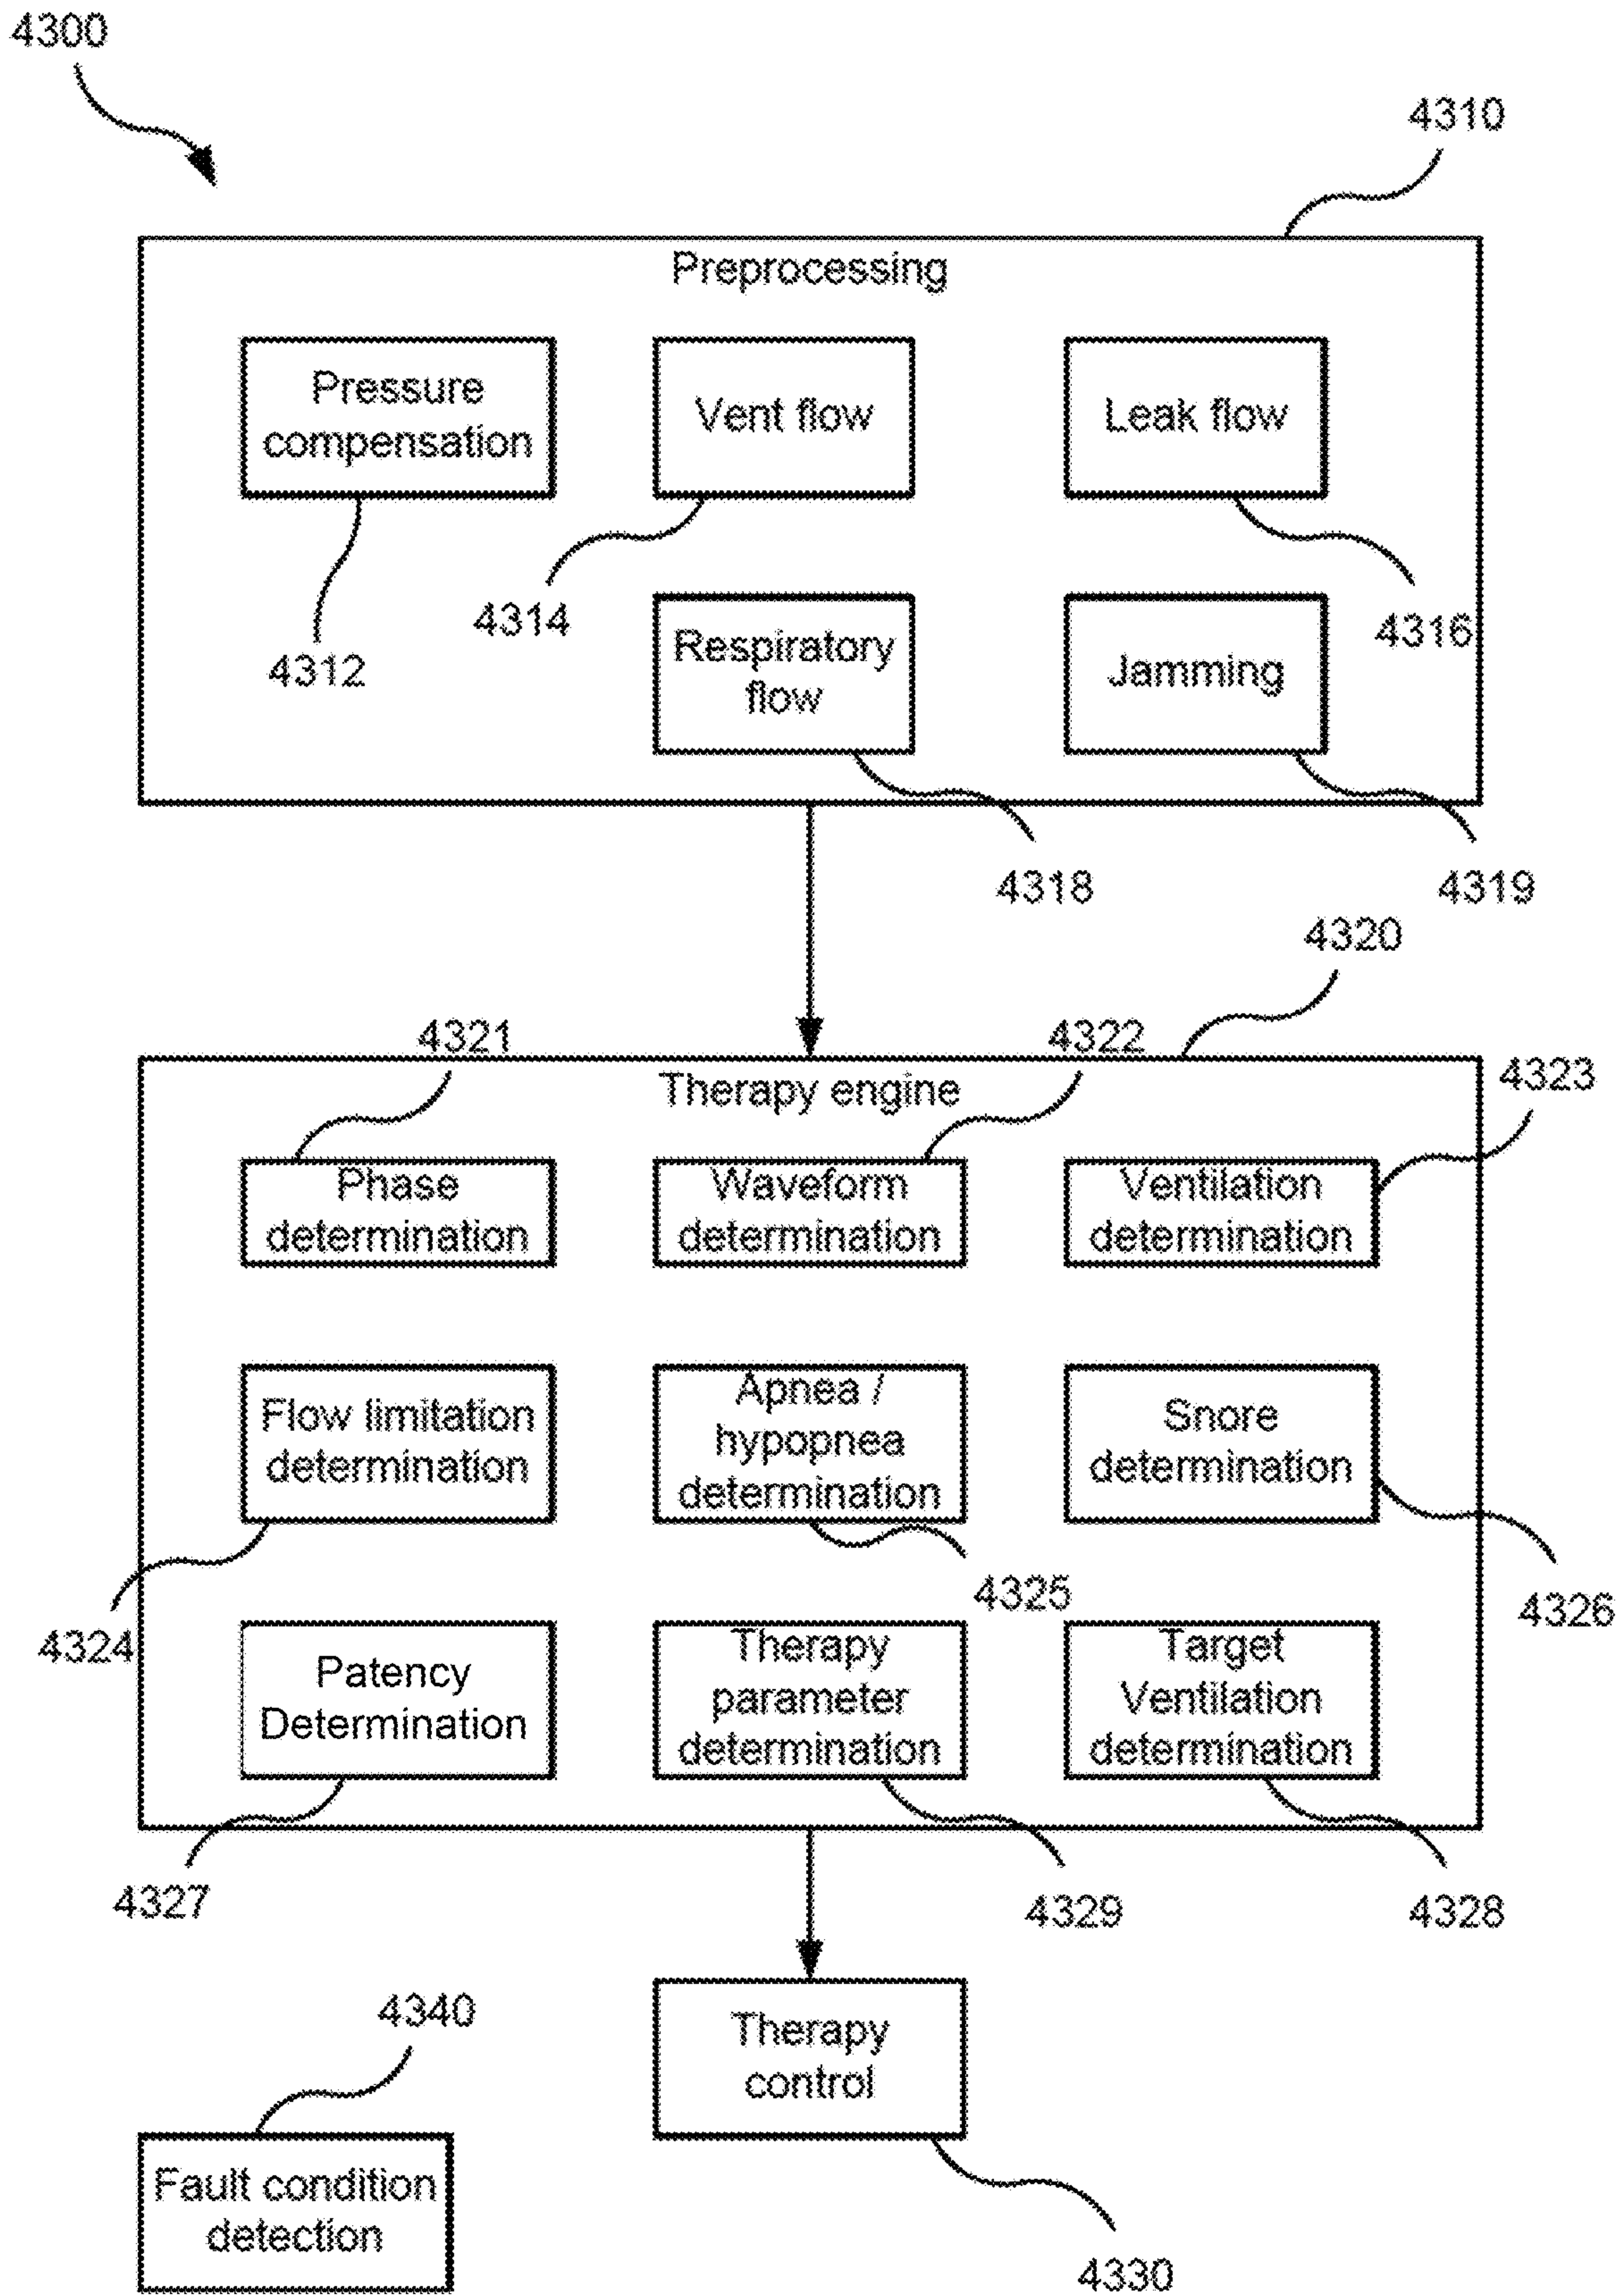 4300
4310
Preprocessing
Pressure
compensation
Vent flow
Leak flow
4312
4314
4316
Respiratory
flow
Jamming
4318
4319
4320
4321
4322
4323
Therapy engine
Phase
determination
Waveform
determination
Ventilation
determination
Flow limitation
determination
Apnea /
hypopnea
determination
Snore
determination
4324
4325
4326
Patency
Determination
Therapy
parameter
determination
Target
Ventilation
determination
4327
4329
4328
4340
Therapy
control
Fault condition
detection
4330